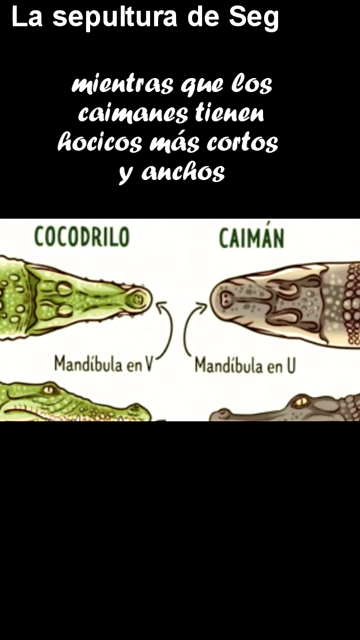 La sepultura de Seg
mientras que los
caimanes tienen
hocicos más cortos
y anchos
COCODRILO
CAIMÁN
Mandíbula en V
Mandíbula en U